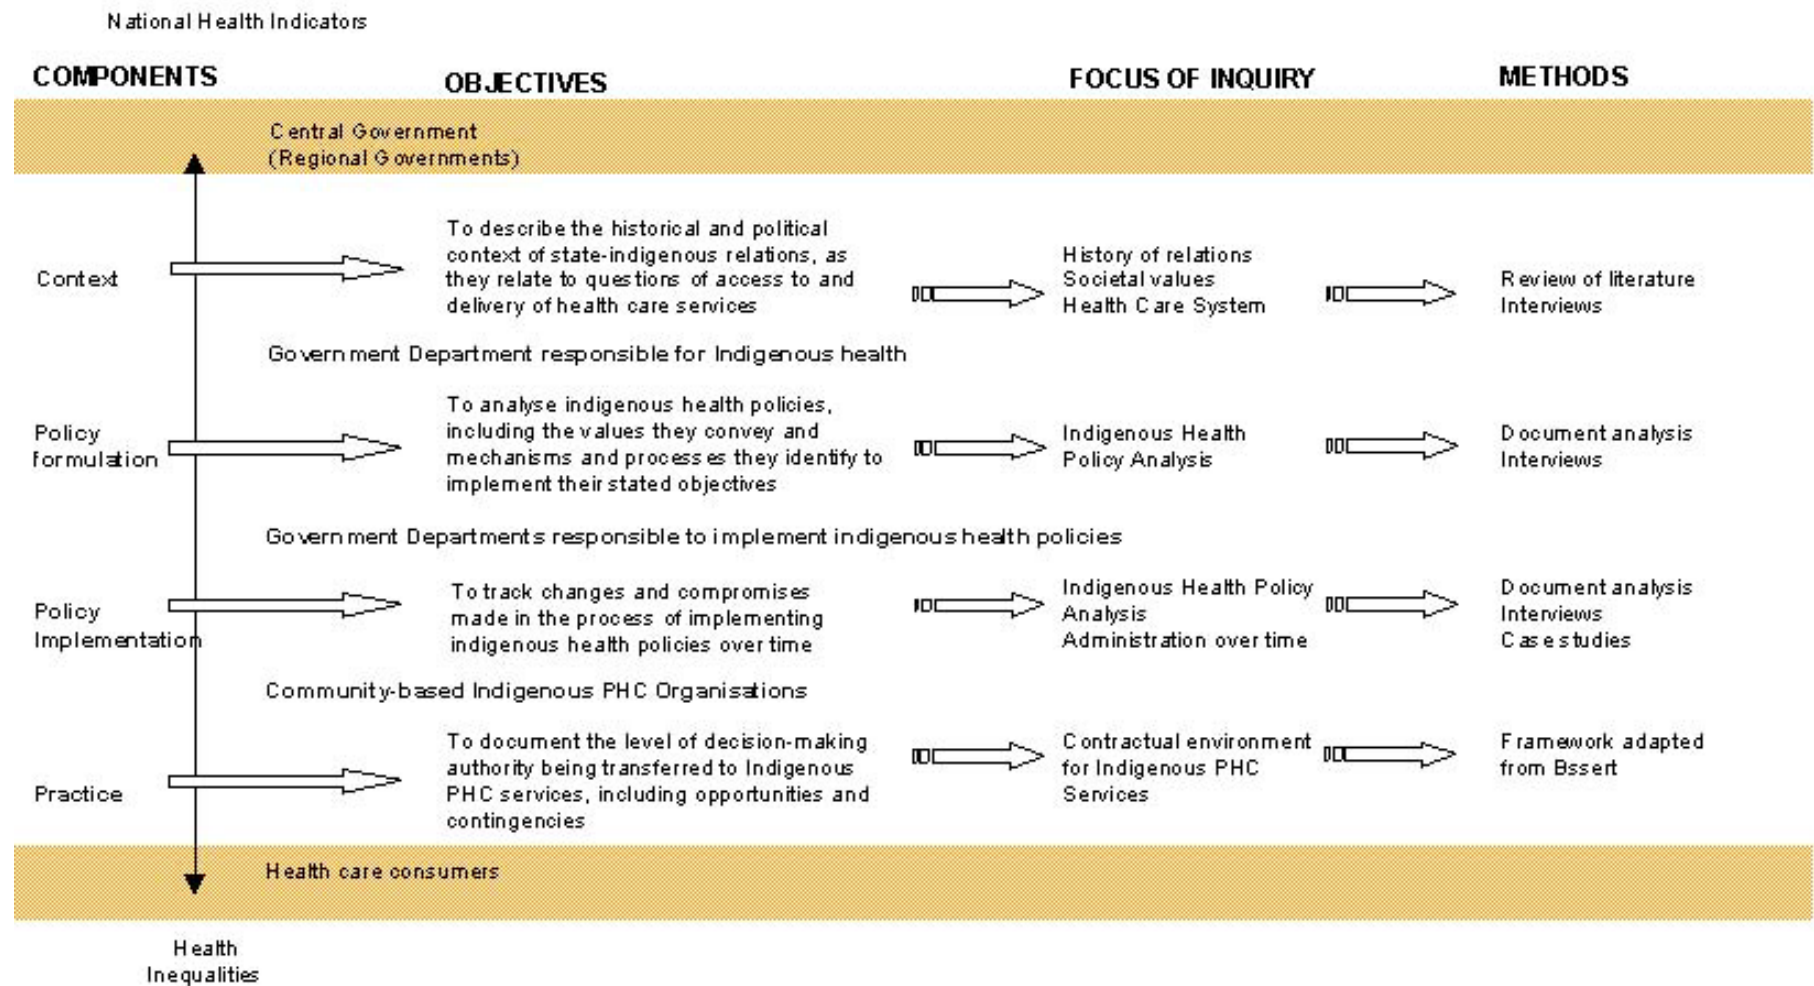 National Health Indicators
COMPONENTS
OBJECTIVES
FOCUS OF INQUIRY
METHODS
Central Government
(Regional Governments)
Context
To describe the historical and political
context of state-indigenous relations, as
they relate to questions of access to and
delivery of health care services
History of relations
Societal values
Health Care System
Review of literature
Interviews
Government Department responsible for Indigenous health
Policy
formulation
To analyse indigenous health policies,
including the values they convey and
mechanisms and processes they identify to
implement their stated objectives
Indigenous Health
Policy Analysis
Document analysis
Interviews
Government Departments responsible to implement indigenous health policies
Policy
Implementation
To track changes and compromises
made in the process of implementing
indigenous health policies over time
Indigenous Health Policy
Analysis
Administration over time
Document analysis
Interviews
Case studies
Community-based Indigenous PHC Organisations
Practice
To document the level of decision-making
authority being transferred to Indigenous
PHC services, including opportunities and
contingencies
Contractual environment
for Indigenous PHC
Services
Framework adapted
from Bssert
Health care consumers
Health
Inequalities